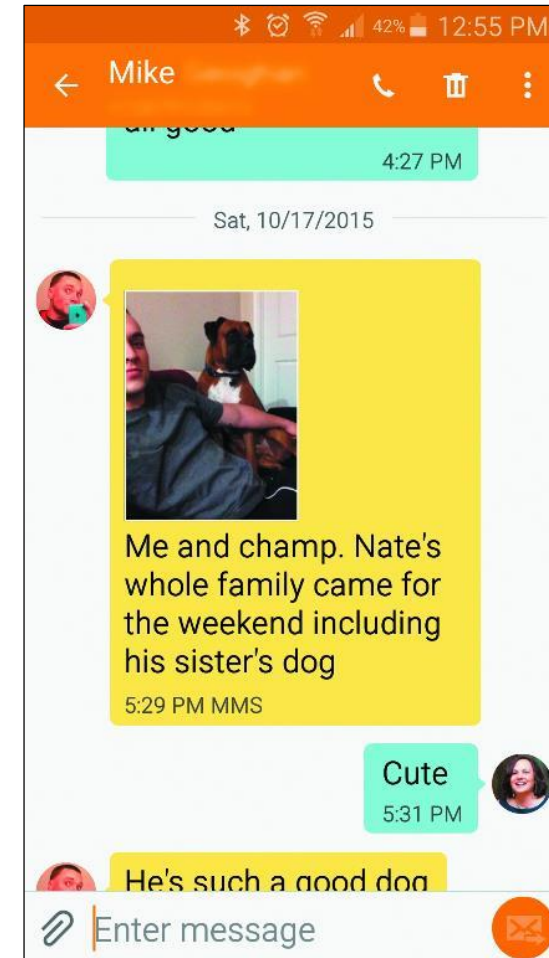 42% 12:55 PM
Mike
all good
4:27 PM
Sat, 10/17/2015
Me and champ. Nate's
whole family came for
the weekend including
his sister's dog
5:29 PM MMS
Cute
5:31 PM
He's such a good dog
Enter message